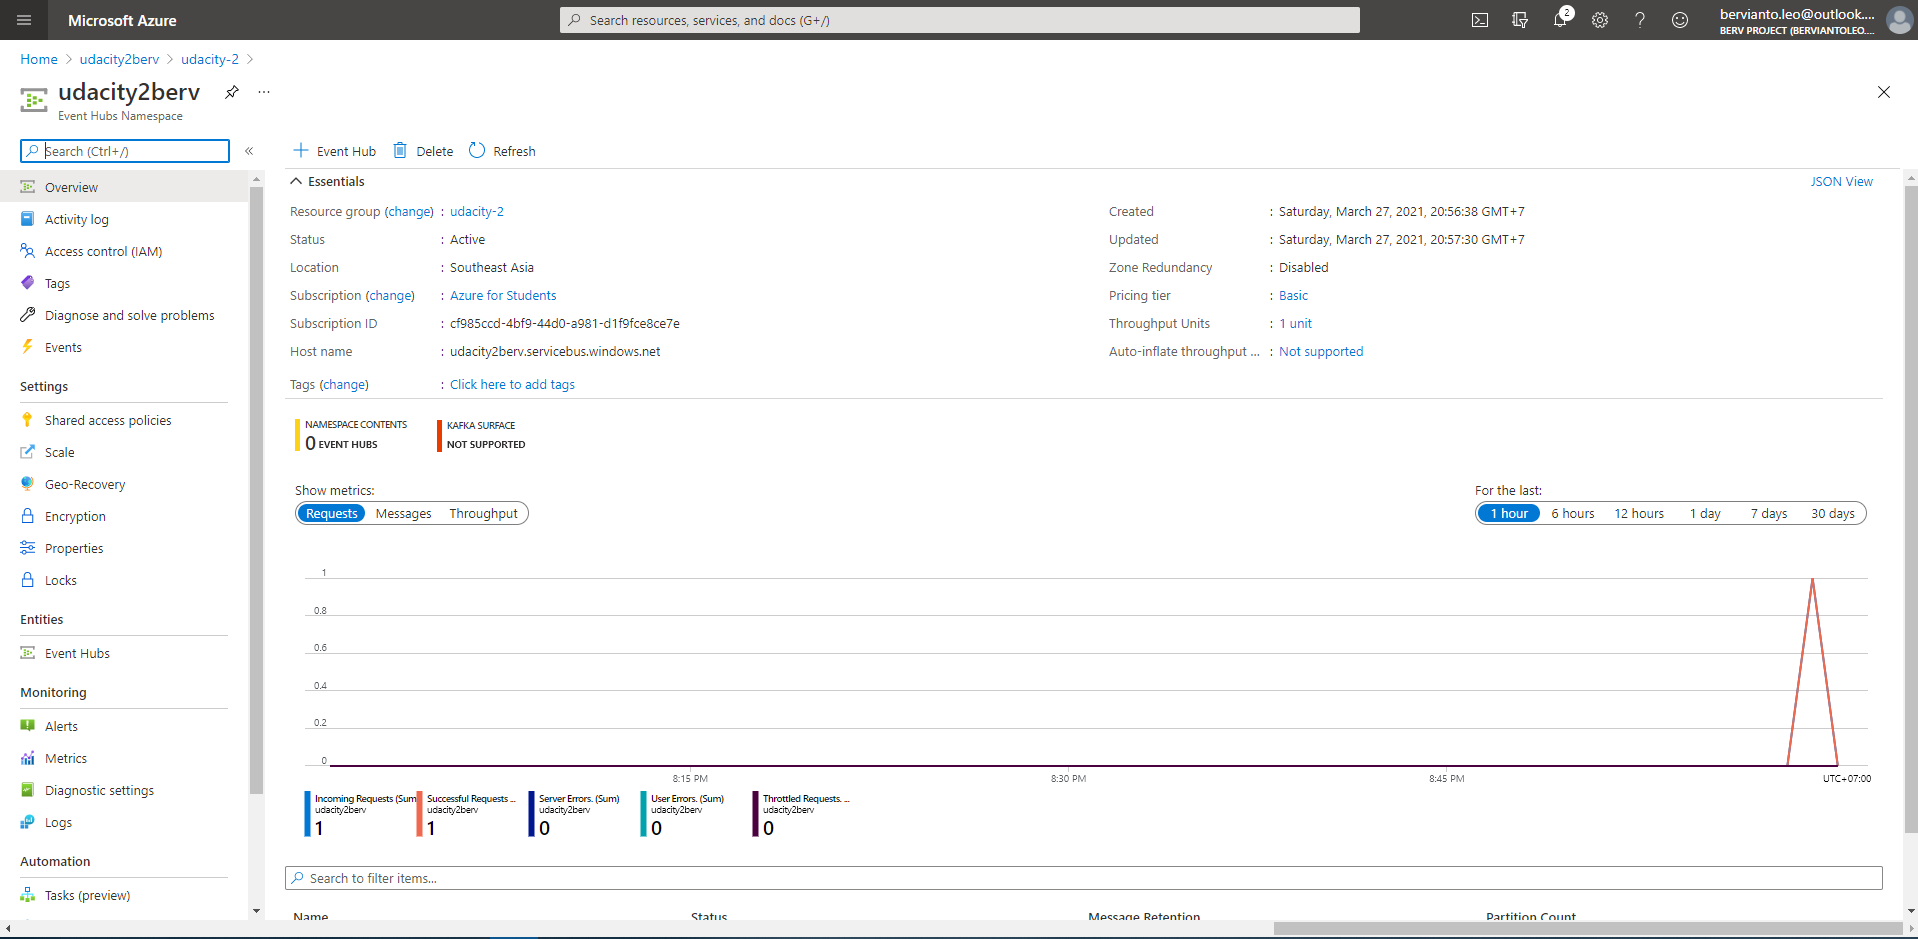 Microsoft Azure
Search resources, services, and docs (G+/)
2
bervianto.leo@outlook....
BERV PROJECT (BERVIANTOLEO....
Home > udacity2berv > udacity-2 >
udacity2berv
Event Hubs Namespace
Search (Ctrl+/)
Overview
Activity log
Access control (IAM)
Tags
Diagnose and solve problems
Events
Settings
Shared access policies
Scale
Geo-Recovery
Encryption
Properties
Locks
Entities
Event Hubs
Monitoring
Alerts
Metrics
Diagnostic settings
Logs
Automation
Tasks (preview)
Event Hub Delete Refresh
Essentials
JSON View
Resource group (change) : udacity-2
Status : Active
Location : Southeast Asia
Subscription (change) : Azure for Students
Subscription ID : cf985ccd-4bf9-44d0-a981-d1f9fce8ce7e
Host name : udacity2berv.servicebus.windows.net
Tags (change) : Click here to add tags
Created : Saturday, March 27, 2021, 20:56:38 GMT+7
Updated : Saturday, March 27, 2021, 20:57:30 GMT+7
Zone Redundancy : Disabled
Pricing tier : Basic
Throughput Units : 1 unit
Auto-inflate throughput ... : Not supported
NAMESPACE CONTENTS
0 EVENT HUBS
KAFKA SURFACE
NOT SUPPORTED
Show metrics:
Requests Messages Throughput
For the last:
1 hour 6 hours 12 hours 1 day 7 days 30 days
1
0.8
0.6
0.4
0.2
0
8:15 PM 8:30 PM 8:45 PM UTC+07:00
Incoming Requests (Sum
udacity2berv
1
Successful Requests ...
udacity2berv
1
Server Errors. (Sum)
udacity2berv
0
User Errors. (Sum)
udacity2berv
0
Throttled Requests. ...
udacity2berv
0
Search to filter items...
Name Status Message Retention Partition Count